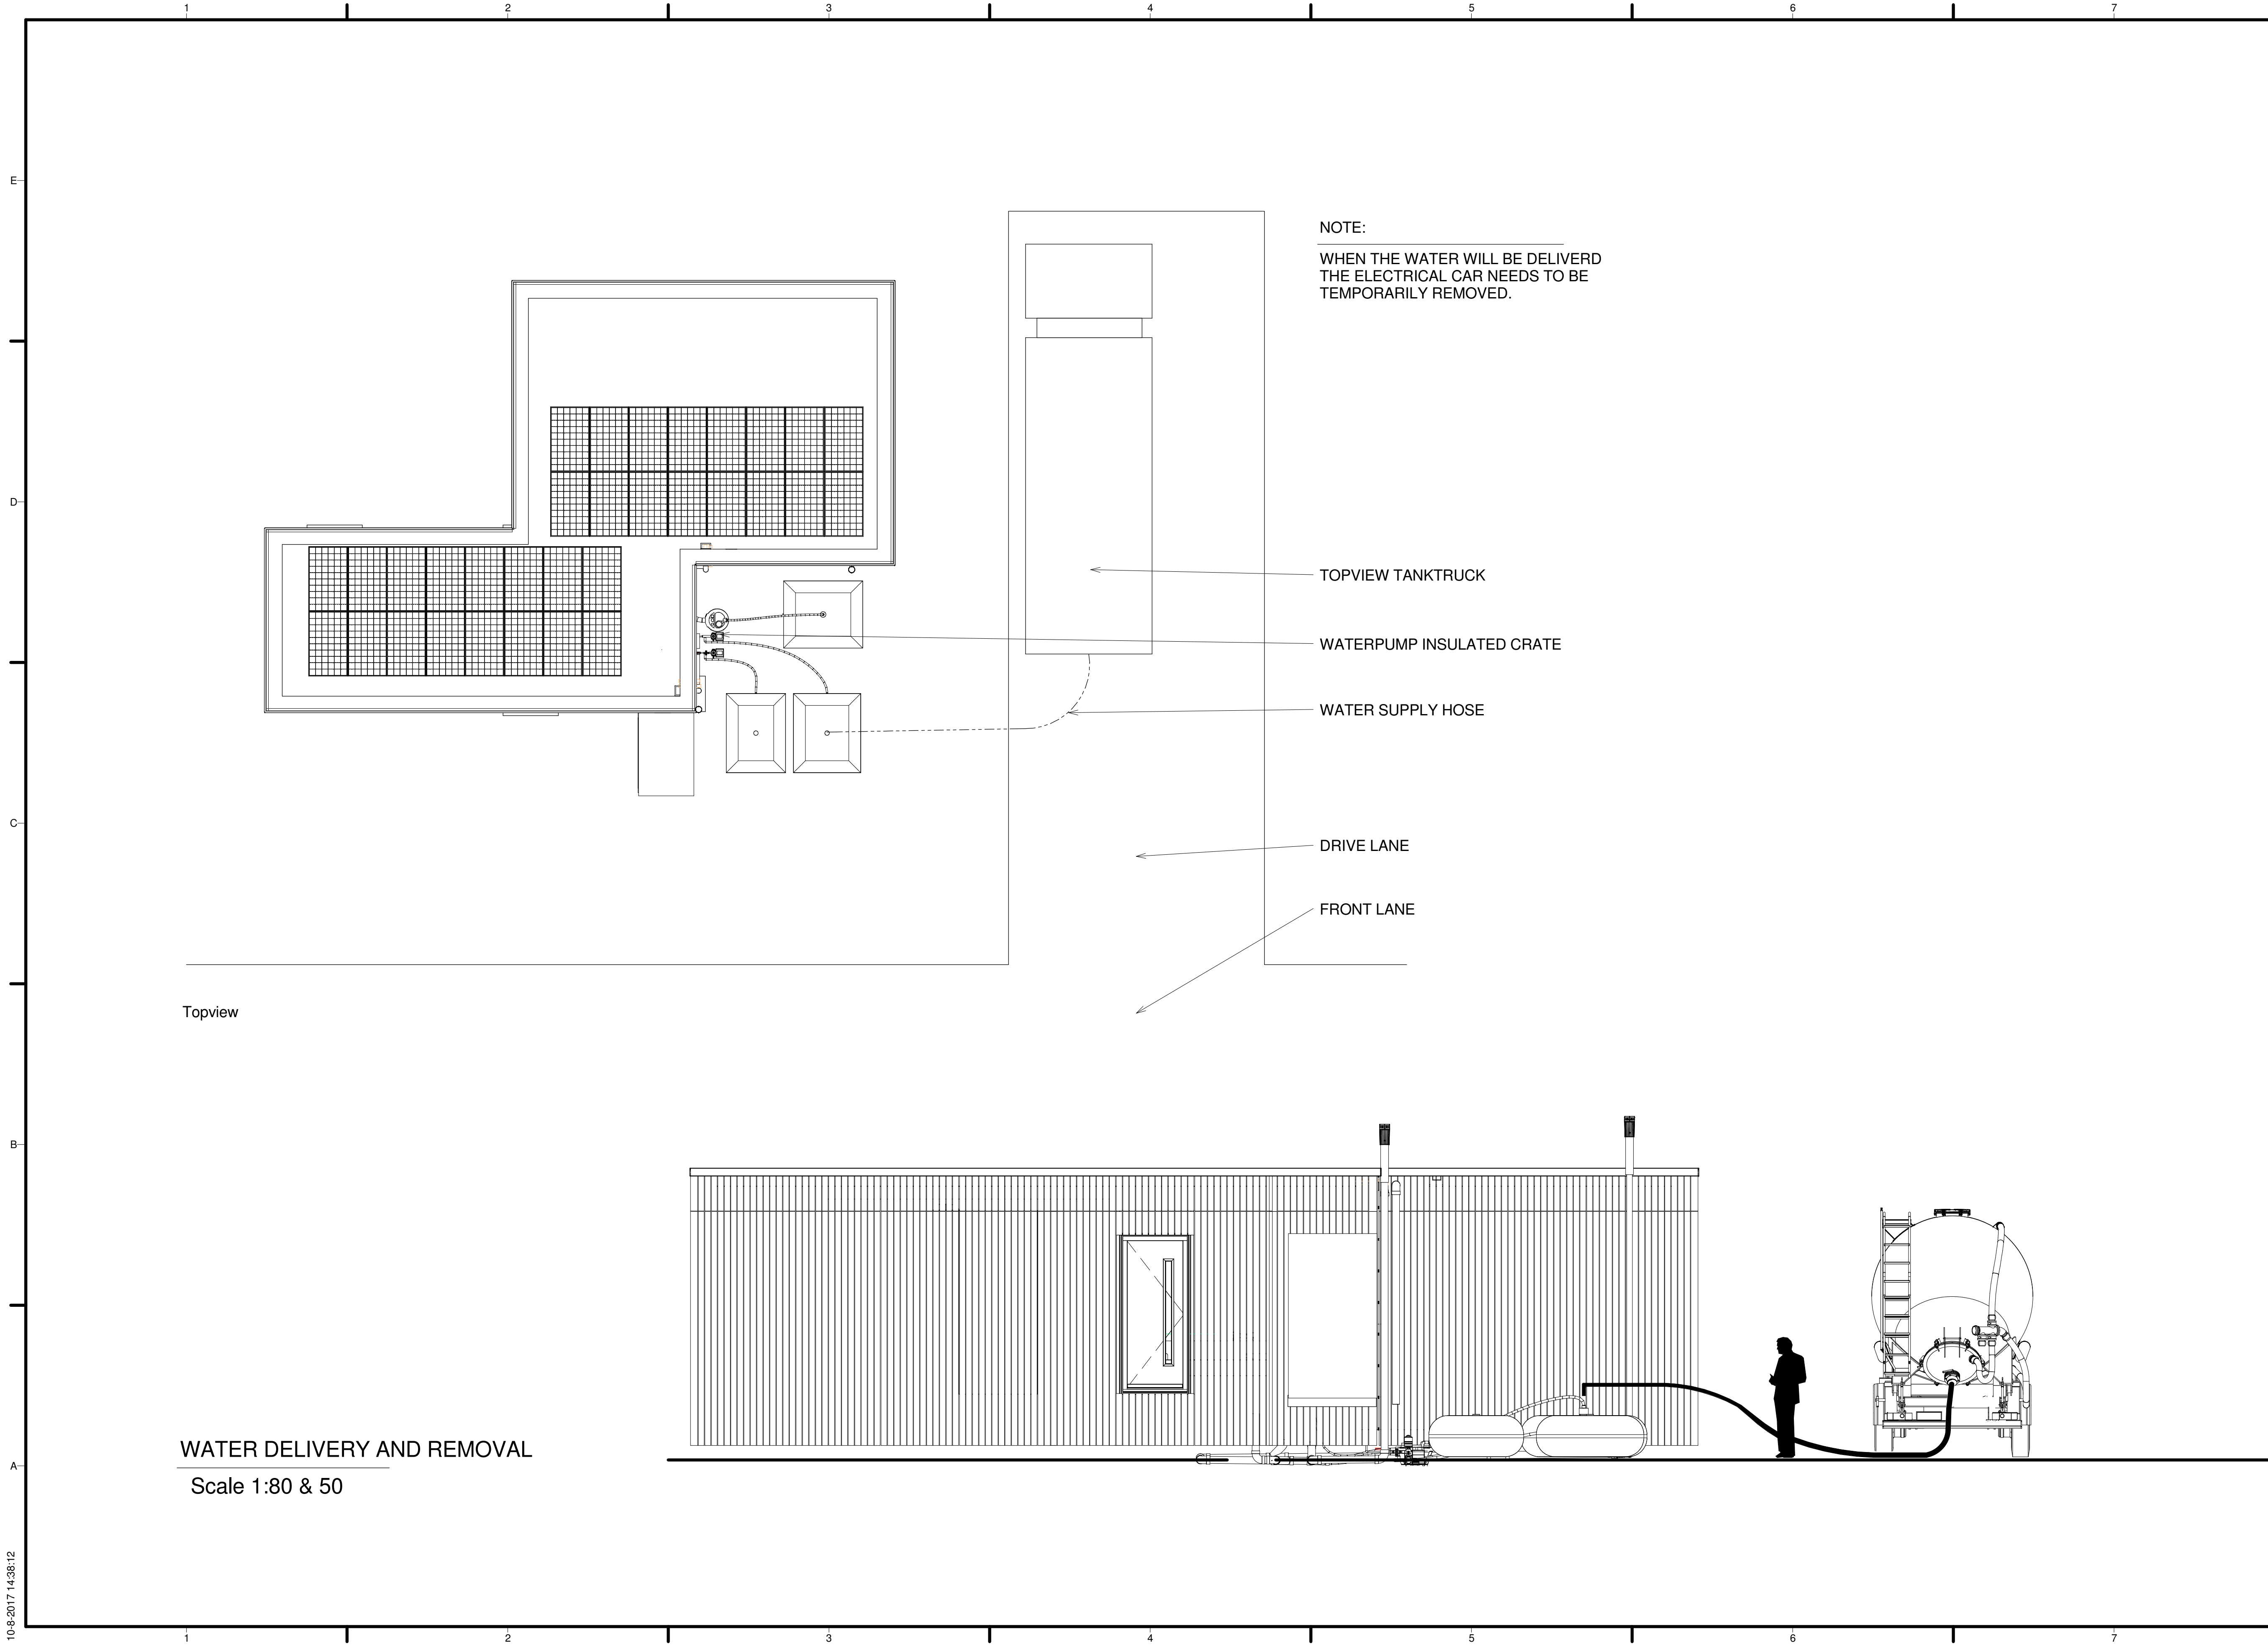 1 2 3 4 5 6 7
E
NOTE:
WHEN THE WATER WILL BE DELIVERD
THE ELECTRICAL CAR NEEDS TO BE
TEMPORARILY REMOVED.
D
TOPVIEW TANKTRUCK
WATERPUMP INSULATED CRATE
WATER SUPPLY HOSE
C
DRIVE LANE
FRONT LANE
Topview
B
WATER DELIVERY AND REMOVAL
A
Scale 1:80 & 50
10-8-2017 14:38:12
1 2 3 4 5 6 7